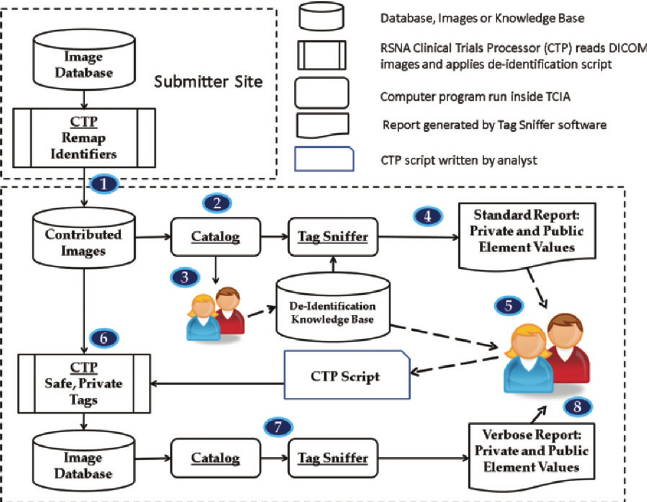 Image
Database
Submitter Site
CTP
Remap
Identifiers
Database, Images or Knowledge Base
RSNA Clinical Trials Processor (CTP) reads DICOM
images and applies de-identification script
Computer program run inside TCIA
Report generated by Tag Sniffer software
CTP script written by analyst
1
2
4
Contributed
Images
Catalog
Tag Sniffer
Standard Report:
Private and Public
Element Values
3
De-Identification
Knowledge Base
5
6
CTP
Safe, Private
Tags
CTP Script
7
8
Image
Database
Catalog
Tag Sniffer
Verbose Report:
Private and Public
Element Values